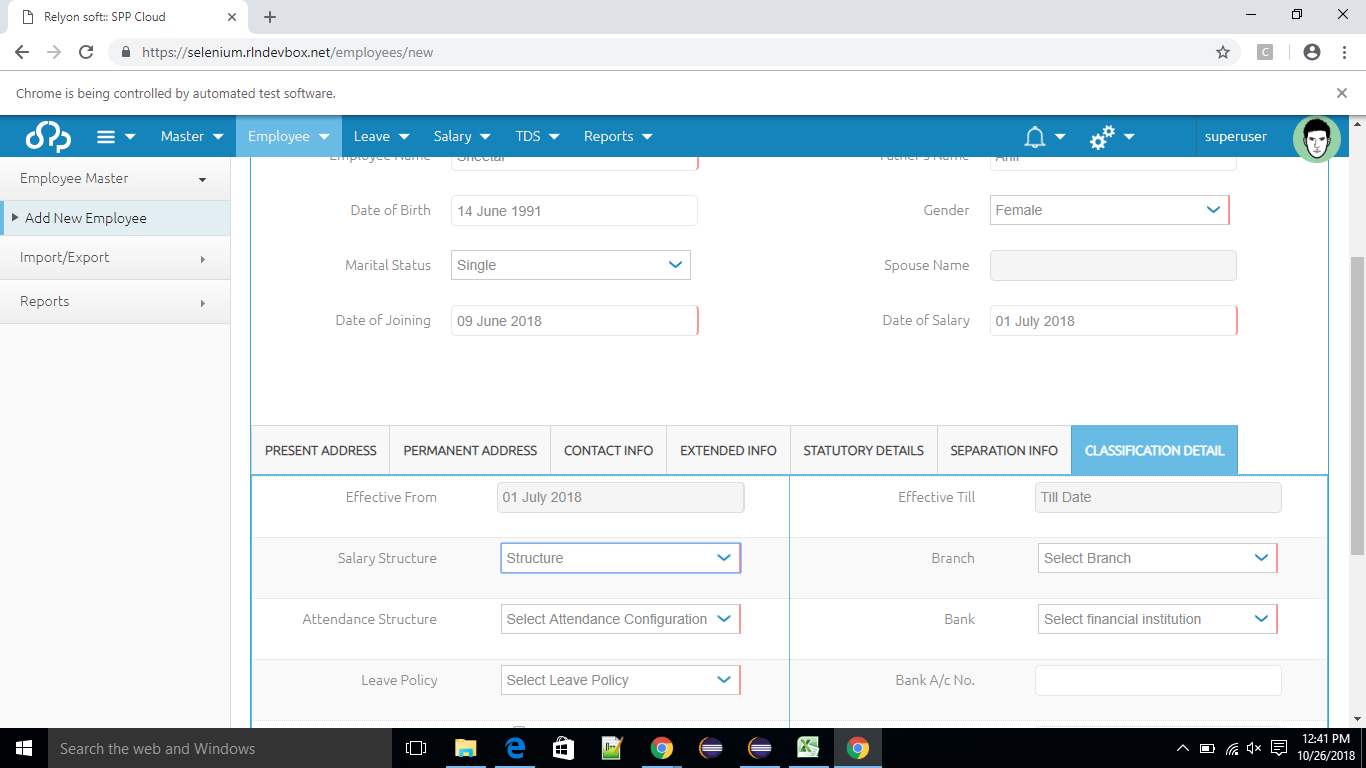 Relyon soft:: SPP Cloud
https://selenium.rlndevbox.net/employees/new
C
Chrome is being controlled by automated test software.
Spp Master Employee Leave Salary TDS Reports superuser
Employee Master
Add New Employee
Import/Export
Reports
Employee Name Sheetal Father's Name Anil
Date of Birth 14 June 1991 Gender Female
Marital Status Single Spouse Name
Date of Joining 09 June 2018 Date of Salary 01 July 2018
PRESENT ADDRESS PERMANENT ADDRESS CONTACT INFO EXTENDED INFO STATUTORY DETAILS SEPARATION INFO CLASSIFICATION DETAIL
Effective From 01 July 2018 Effective Till Till Date
Salary Structure Structure Branch Select Branch
Attendance Structure Select Attendance Configuration Bank Select financial institution
Leave Policy Select Leave Policy Bank A/c No.
Search the web and Windows
12:41 PM
10/26/2018